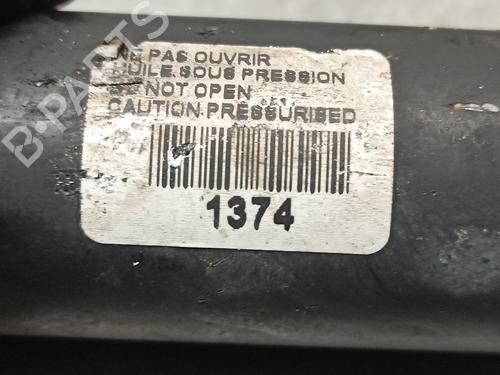 NE PAS OUVRIR
HUILE SOUS PRESSION
NOT OPEN
CAUTION PRESSURISED
1374
B-PARTS